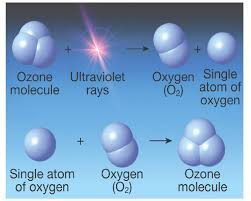 + +
Ozone Ultraviolet Oxygen Single
molecule rays (O₂) atom of
oxygen
+
Single atom Oxygen Ozone
of oxygen (O₂) molecule